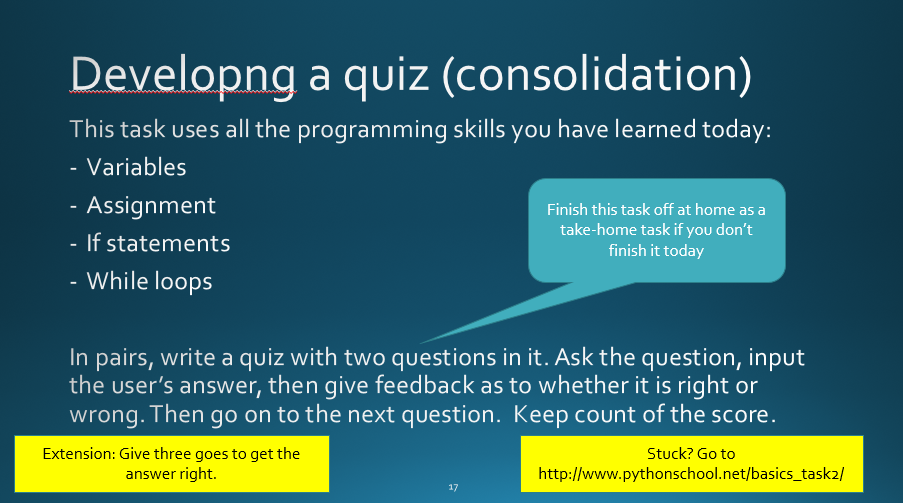 Developng a quiz (consolidation)
This task uses all the programming skills you have learned today:
- Variables
- Assignment
- If statements
- While loops
Finish this task off at home as a
take-home task if you don't
finish it today
In pairs, write a quiz with two questions in it. Ask the question, input
the user's answer, then give feedback as to whether it is right or
wrong. Then go on to the next question.  Keep count of the score.
Extension: Give three goes to get the
answer right.
Stuck? Go to
http://www.pythonschool.net/basics_task2/
17